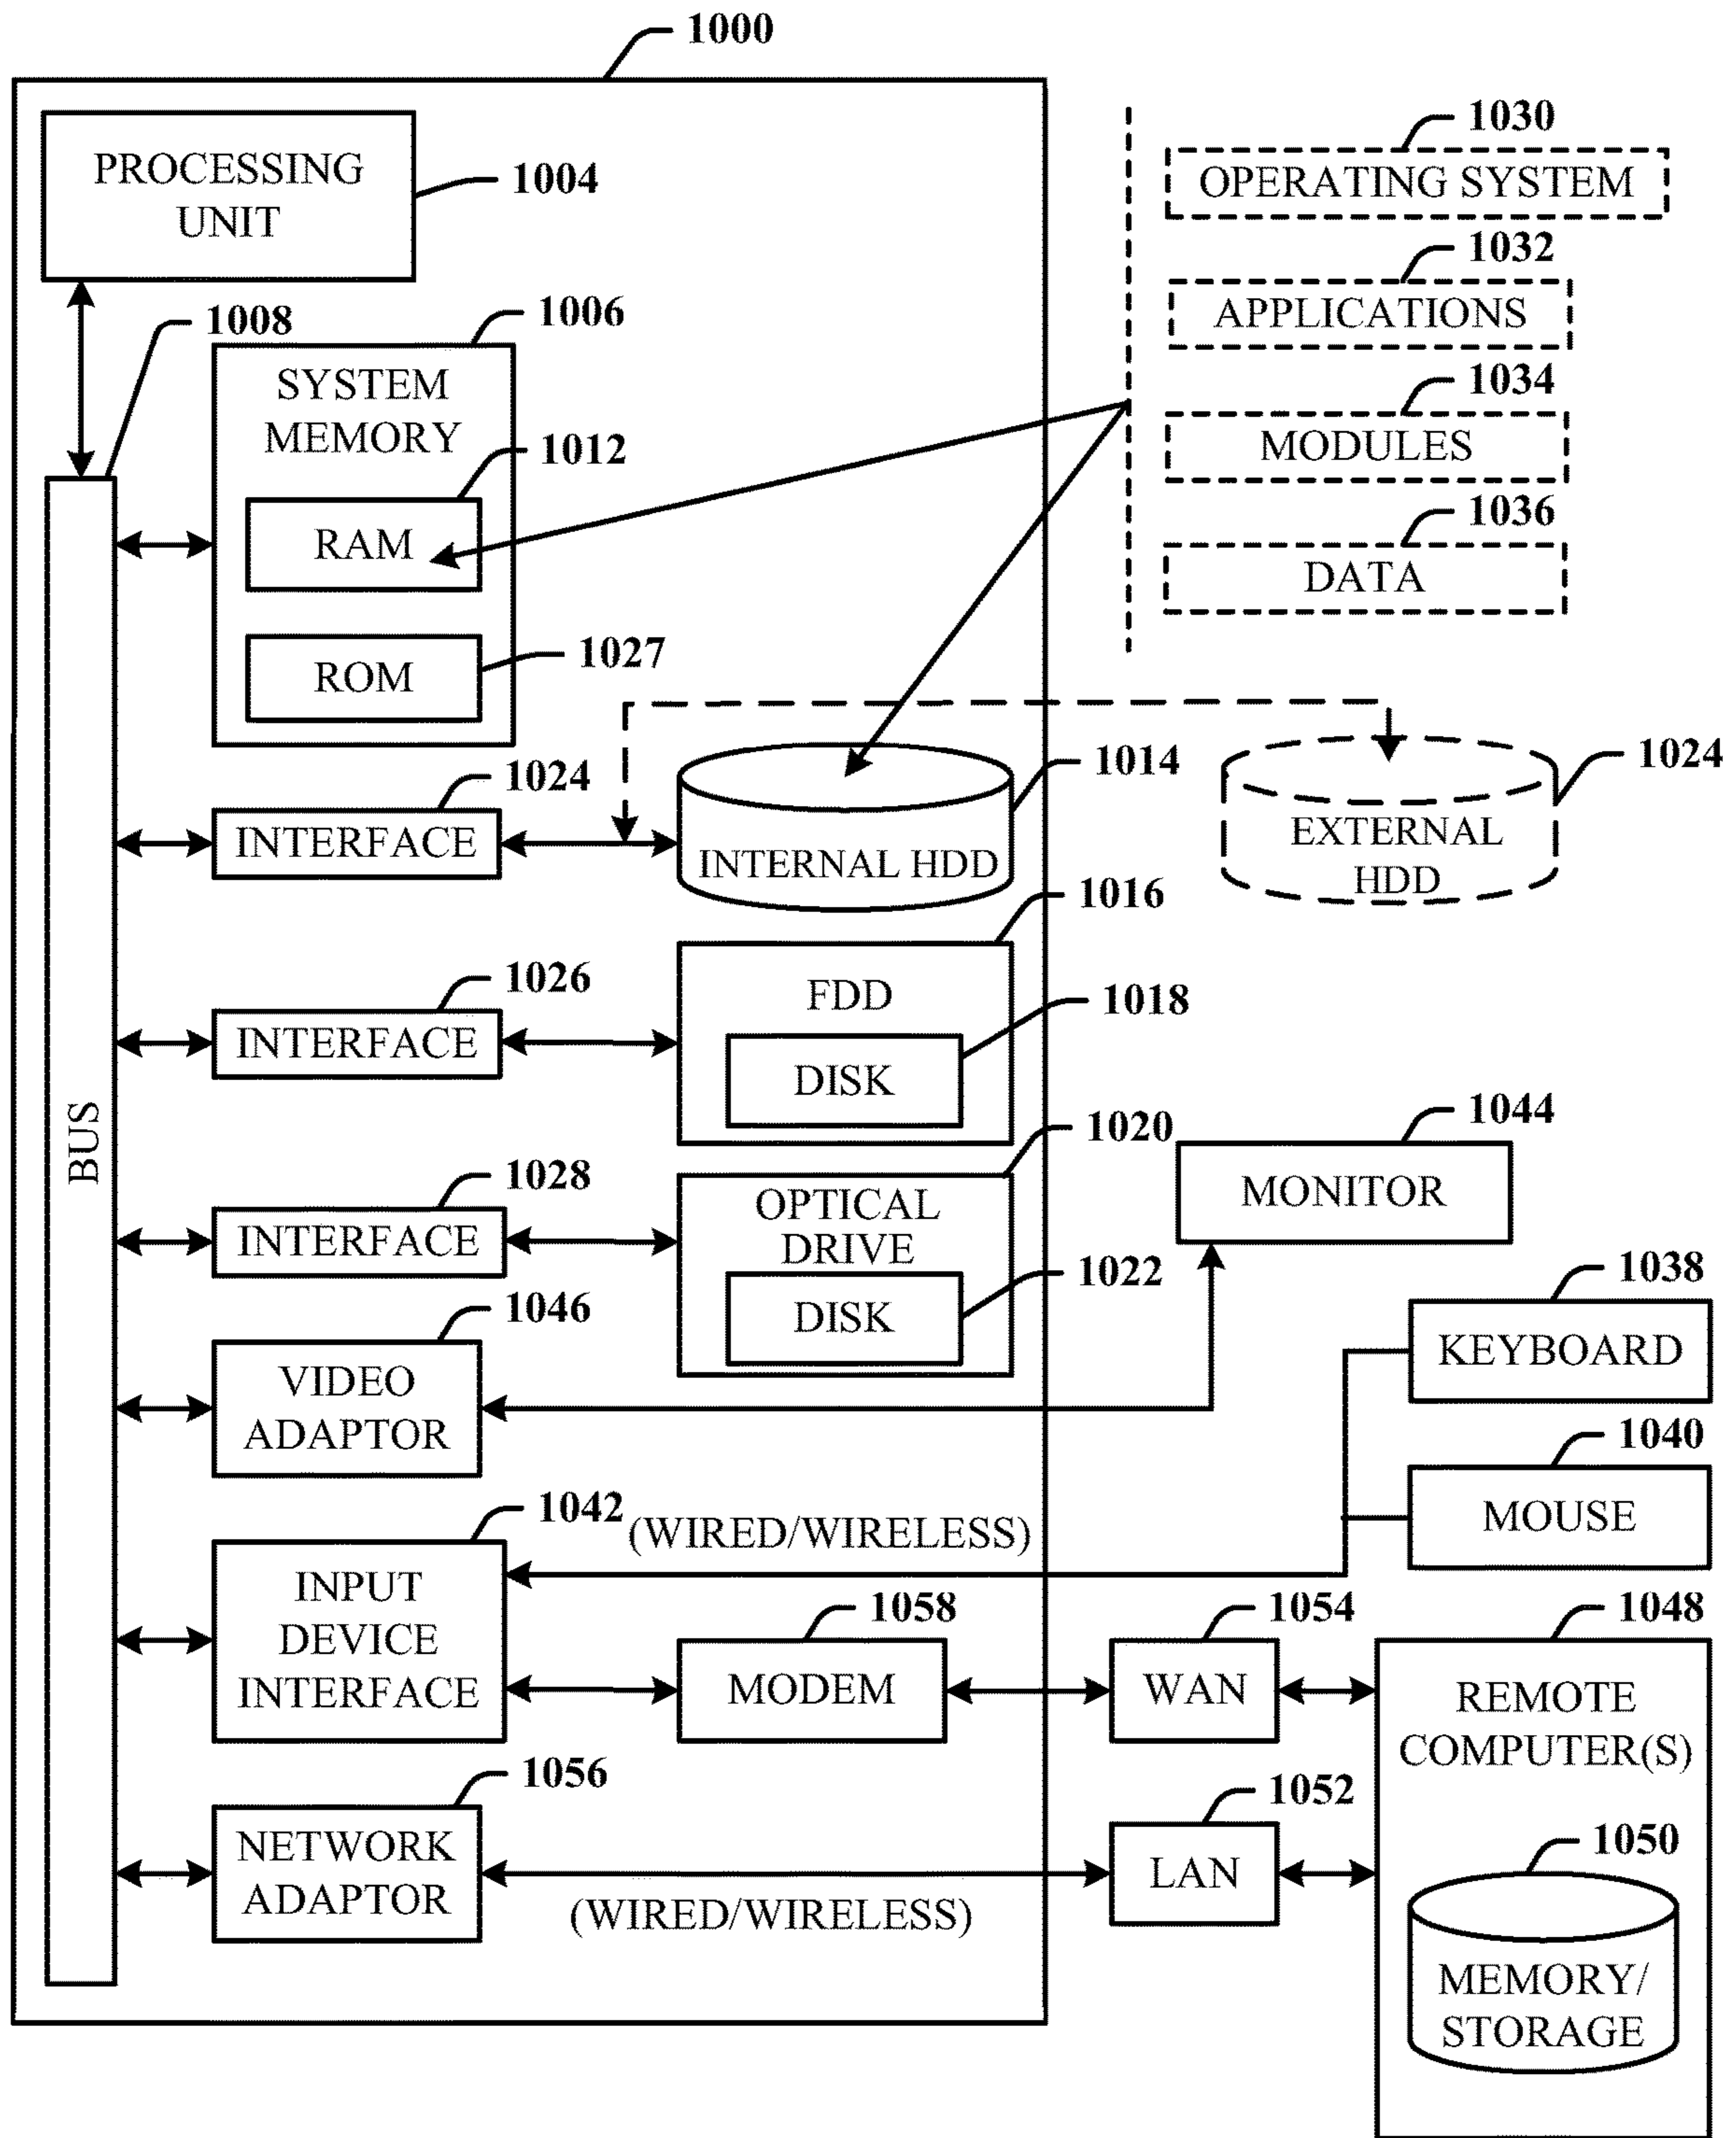 1000
PROCESSING
UNIT
1004
1030
OPERATING SYSTEM
1032
APPLICATIONS
1034
MODULES
1036
DATA
1008
1006
SYSTEM
MEMORY
1012
RAM
1027
ROM
1024
INTERFACE
1014
INTERNAL HDD
1024
EXTERNAL
HDD
1026
INTERFACE
1016
FDD
1018
DISK
BUS
1028
INTERFACE
1020
OPTICAL
DRIVE
1022
DISK
1044
MONITOR
1046
VIDEO
ADAPTOR
1038
KEYBOARD
1040
MOUSE
1042
(WIRED/WIRELESS)
INPUT
DEVICE
INTERFACE
1058
MODEM
1054
WAN
1048
REMOTE
COMPUTER(S)
1056
NETWORK
ADAPTOR
(WIRED/WIRELESS)
1052
LAN
1050
MEMORY/
STORAGE